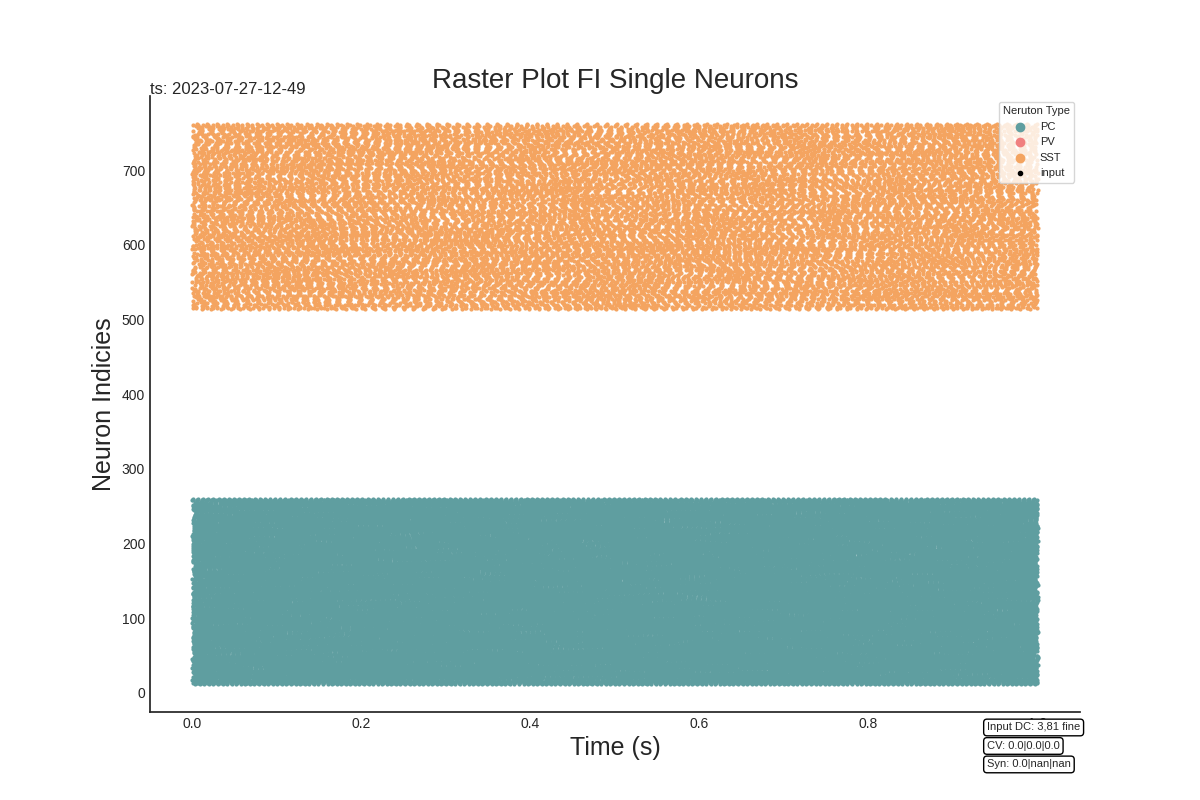 Raster Plot FI Single Neurons
ts: 2023-07-27-12-49
Neruton Type
PC
PV
SST
input
Neuron Indicies
700
600
500
400
300
200
100
0
0.0
0.2
0.4
0.6
0.8
Time (s)
Input DC: 3,81 fine
CV: 0.0|0.0|0.0
Syn: 0.0|nan|nan